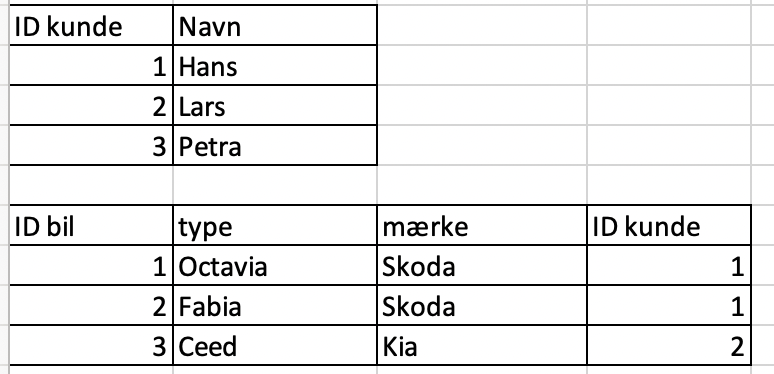 ID kunde Navn
1 Hans
2 Lars
3 Petra
ID bil type mærke ID kunde
1 Octavia Skoda 1
2 Fabia Skoda 1
3 Ceed Kia 2